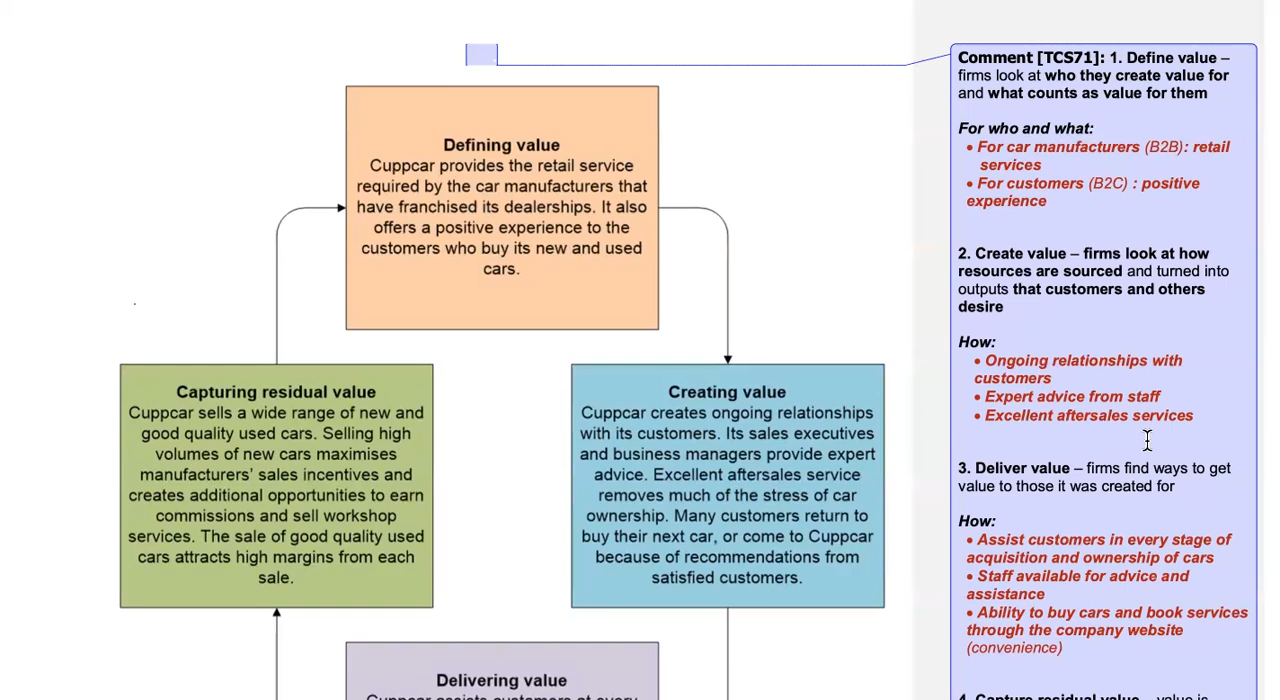 Defining value
Cuppcar provides the retail service
required by the car manufacturers that
have franchised its dealerships. It also
offers a positive experience to the
customers who buy its new and used
cars.
Capturing residual value
Cuppcar sells a wide range of new and
good quality used cars. Selling high
volumes of new cars maximises
manufacturers' sales incentives and
creates additional opportunities to earn
commissions and sell workshop
services. The sale of good quality used
cars attracts high margins from each
sale.
Creating value
Cuppcar creates ongoing relationships
with its customers. Its sales executives
and business managers provide expert
advice. Excellent aftersales service
removes much of the stress of car
ownership. Many customers return to
buy their next car, or come to Cuppcar
because of recommendations from
satisfied customers.
Delivering value
Cuppcar assists customers at every
Comment [TCS71]: 1. Define value –
firms look at who they create value for
and what counts as value for them
For who and what:
• For car manufacturers (B2B): retail
services
• For customers (B2C) : positive
experience
2. Create value – firms look at how
resources are sourced and turned into
outputs that customers and others
desire
How:
• Ongoing relationships with
customers
• Expert advice from staff
• Excellent aftersales services
3. Deliver value – firms find ways to get
value to those it was created for
How:
• Assist customers in every stage of
acquisition and ownership of cars
• Staff available for advice and
assistance
• Ability to buy cars and book services
through the company website
(convenience)
4. Capture residual value – value is